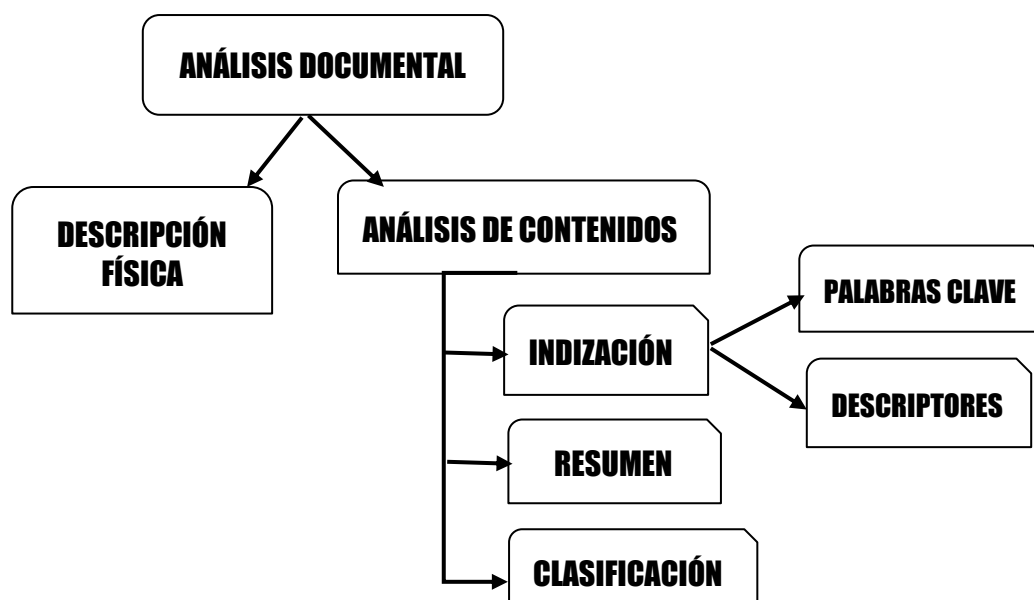 ANÁLISIS DOCUMENTAL
DESCRIPCIÓN
FÍSICA
ANÁLISIS DE CONTENIDOS
PALABRAS CLAVE
INDIZACIÓN
DESCRIPTORES
RESUMEN
CLASIFICACIÓN